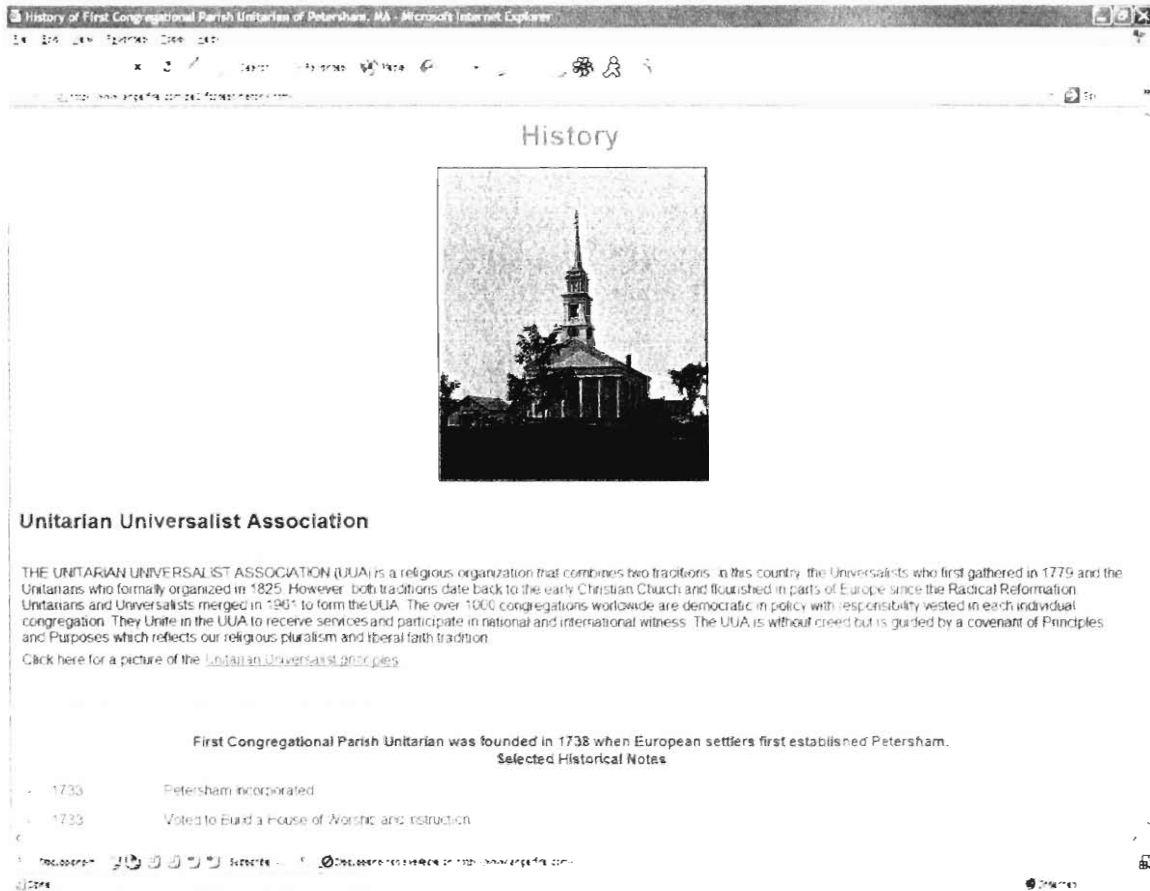 History of First Congregational Parish Unitarian of Petersham, MA - Microsoft Internet Explorer
Search Favorites Media
History
Unitarian Universalist Association
THE UNITARIAN UNIVERSALIST ASSOCIATION (UUA) is a religious organization that combines two traditions in this country, the Universalists who first gathered in 1779 and the
Unitarians who formally organized in 1825. However, both traditions date back to the early Christian Church and flourished in parts of Europe since the Radical Reformation.
Unitarians and Universalists merged in 1961 to form the UUA. The over 1000 congregations worldwide are democratic in policy with responsibility vested in each individual
congregation. They Unite in the UUA to receive services and participate in national and international witness. The UUA is without creed but is guided by a covenant of Principles
and Purposes which reflects our religious pluralism and liberal faith tradition
Click here for a picture of the Unitarian Universalist principles
First Congregational Parish Unitarian was founded in 1738 when European settlers first established Petersham.
Selected Historical Notes
1733 Petersham incorporated
1733 Voted to Build a House of Worship and Instruction
Done Internet